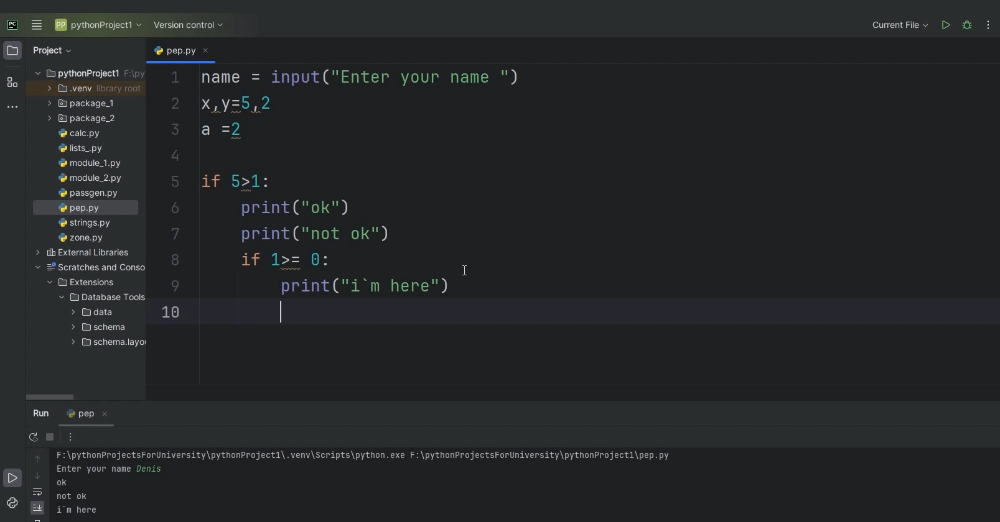 PC
PP pythonProject1 Version control Current File
Project
pep.py
pythonProject1 F:\py
.venv library root
package_1
package_2
calc.py
lists_.py
module_1.py
module_2.py
passgen.py
pep.py
strings.py
zone.py
External Libraries
Scratches and Conso
Extensions
Database Tools
data
schema
schema.layou
1 name = input("Enter your name ")
2 x,y=5,2
3 a =2
4
5 if 5>1:
6 print("ok")
7 print("not ok")
8 if 1>= 0:
9 print("i`m here")
10
Run pep
F:\pythonProjectsForUniversity\pythonProject1\.venv\Scripts\python.exe F:\pythonProjectsForUniversity\pythonProject1\pep.py
Enter your name Denis
ok
not ok
i`m here